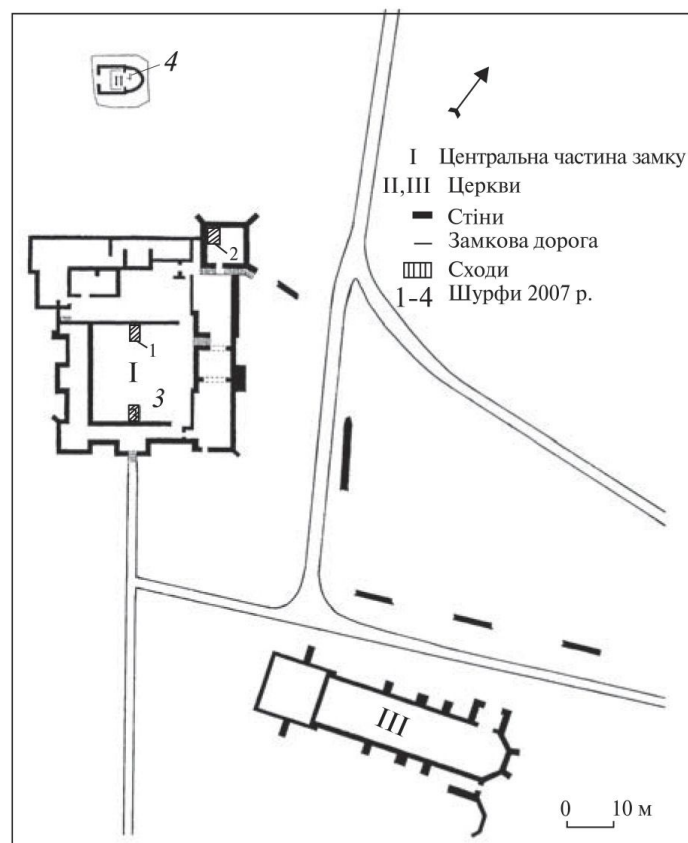 4
II
I Центральна частина замку
II,III Церкви
Стіни
Замкова дорога
Сходи
1-4 Шурфи 2007 р.
2
1
I
3
III
0 10 м